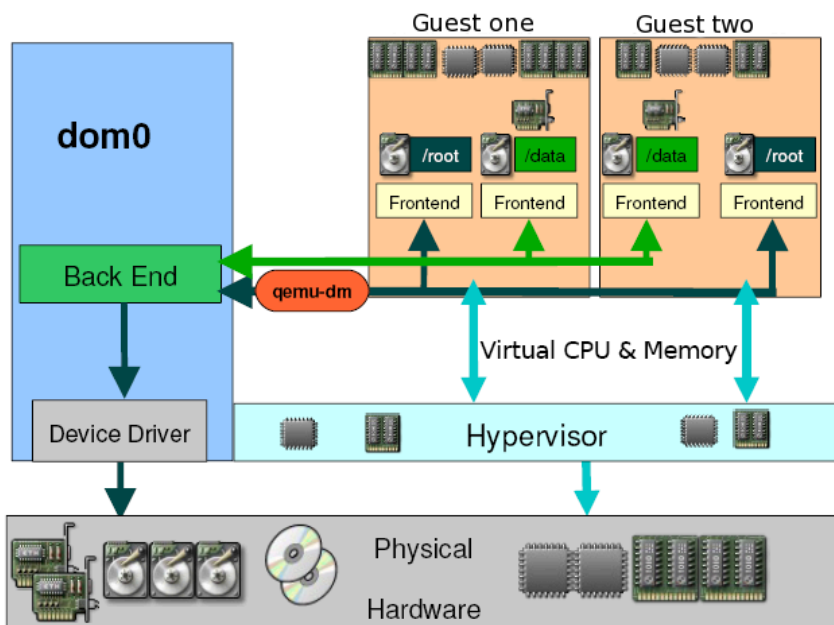 Guest one
Guest two
dom0
/root
/data
/data
/root
Frontend
Frontend
Frontend
Frontend
Back End
qemu-dm
Virtual CPU & Memory
Device Driver
Hypervisor
Physical
Hardware